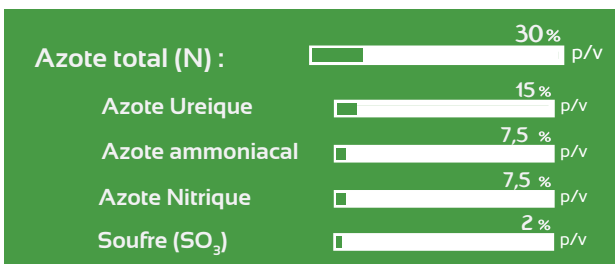 Azote total (N) : 30 % p/v
Azote Ureique 15 % p/v
Azote ammoniacal 7,5 % p/v
Azote Nitrique 7,5 % p/v
Soufre (SO₃) 2 % p/v